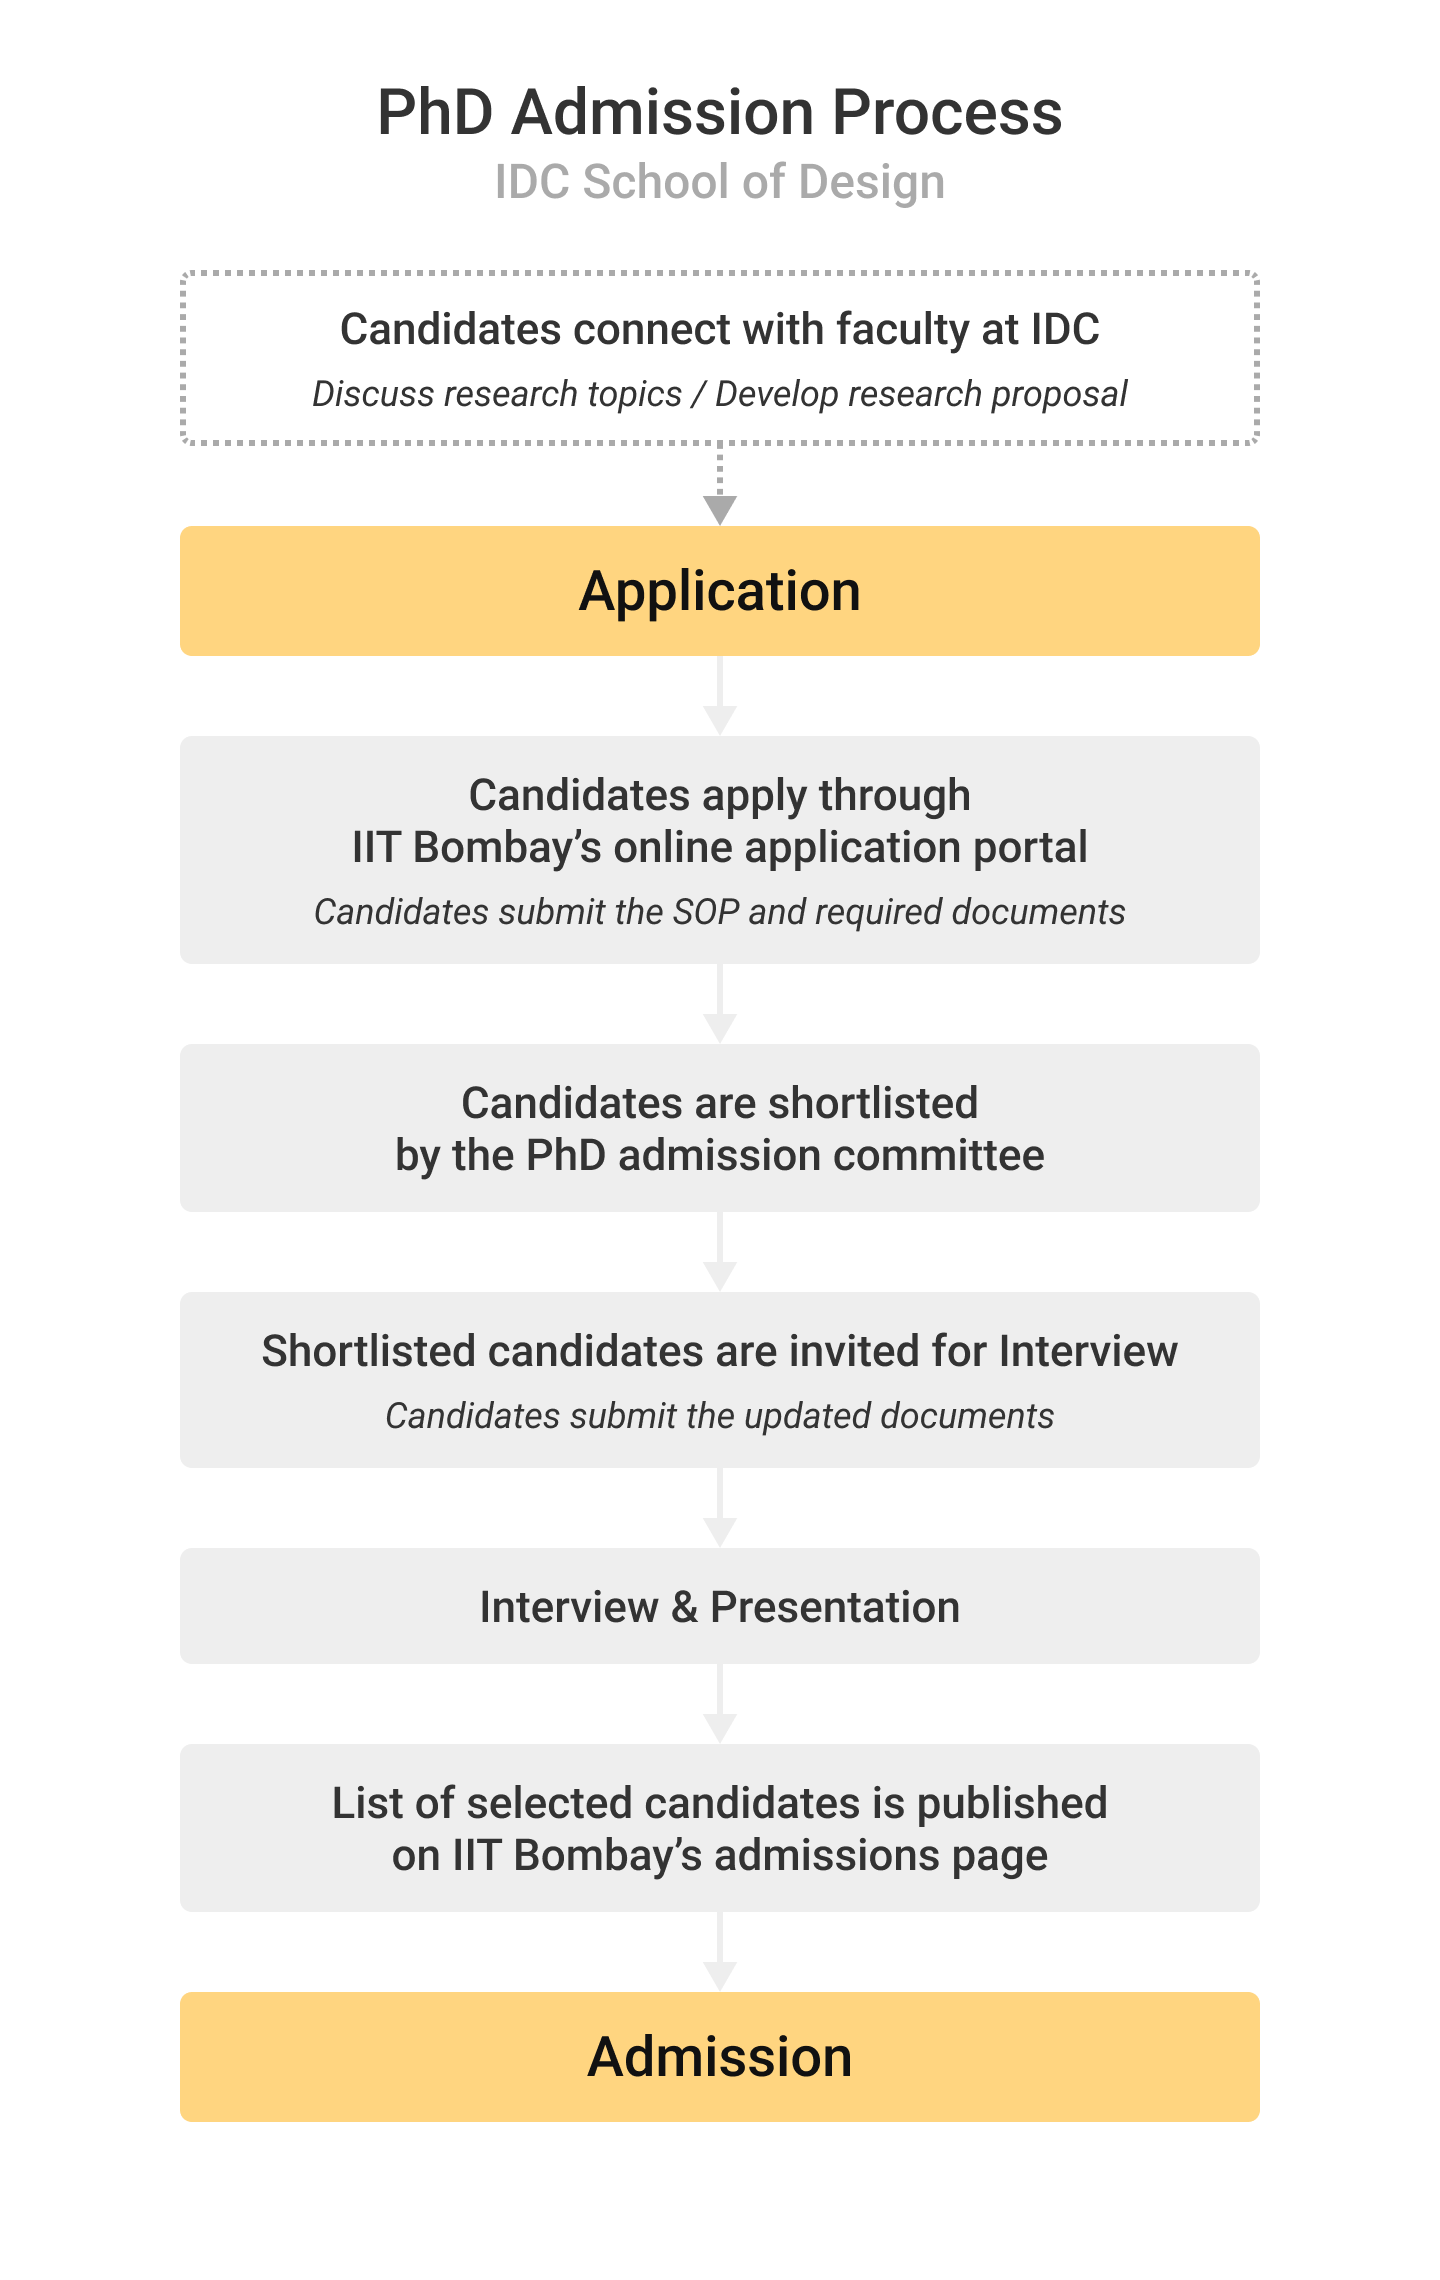 PhD Admission Process
IDC School of Design
Candidates connect with faculty at IDC
Discuss research topics / Develop research proposal
Application
Candidates apply through
IIT Bombay’s online application portal
Candidates submit the SOP and required documents
Candidates are shortlisted
by the PhD admission committee
Shortlisted candidates are invited for Interview
Candidates submit the updated documents
Interview & Presentation
List of selected candidates is published
on IIT Bombay’s admissions page
Admission